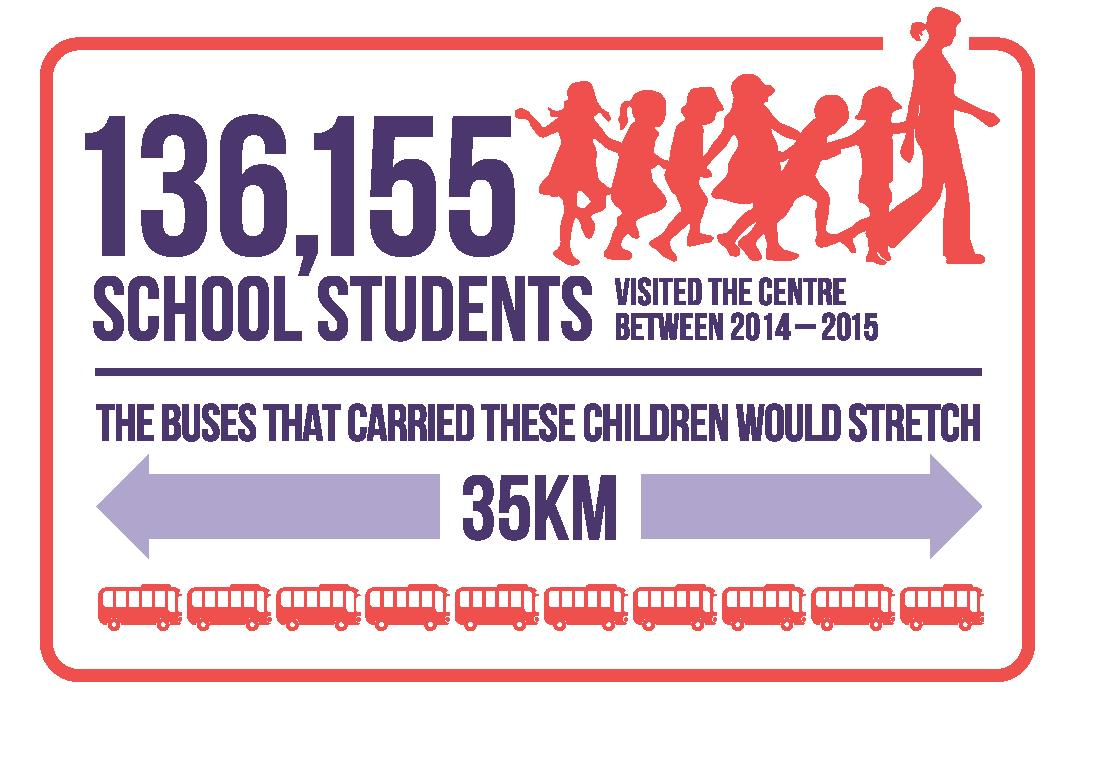 136,155
SCHOOL STUDENTS
VISITED THE CENTRE
BETWEEN 2014 – 2015
THE BUSES THAT CARRIED THESE CHILDREN WOULD STRETCH
35KM